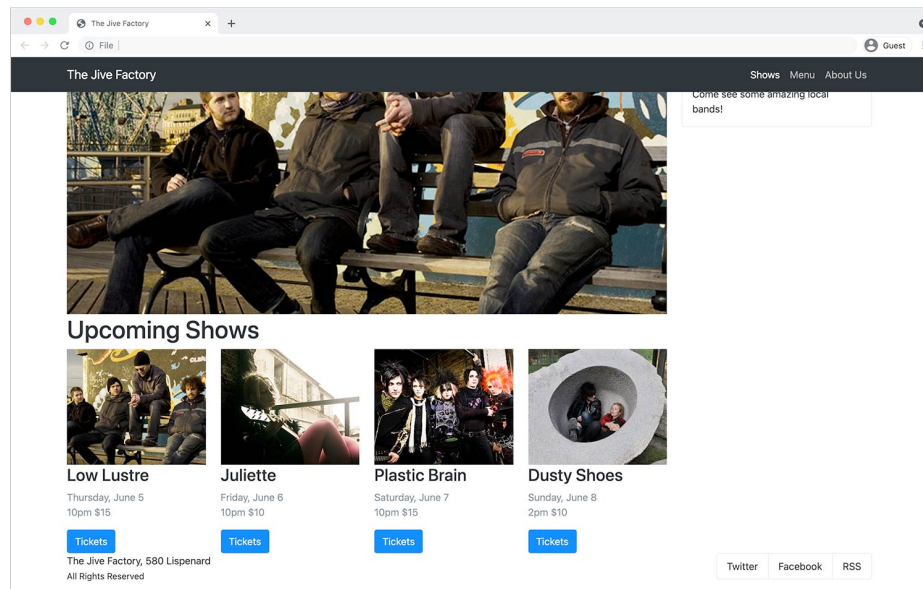 The Jive Factory
File
Guest
The Jive Factory
Shows Menu About Us
Come see some amazing local
bands!
Upcoming Shows
Low Lustre
Thursday, June 5
10pm $15
Tickets
Juliette
Friday, June 6
10pm $10
Tickets
Plastic Brain
Saturday, June 7
10pm $15
Tickets
Dusty Shoes
Sunday, June 8
2pm $10
Tickets
The Jive Factory, 580 Lispenard
All Rights Reserved
Twitter Facebook RSS